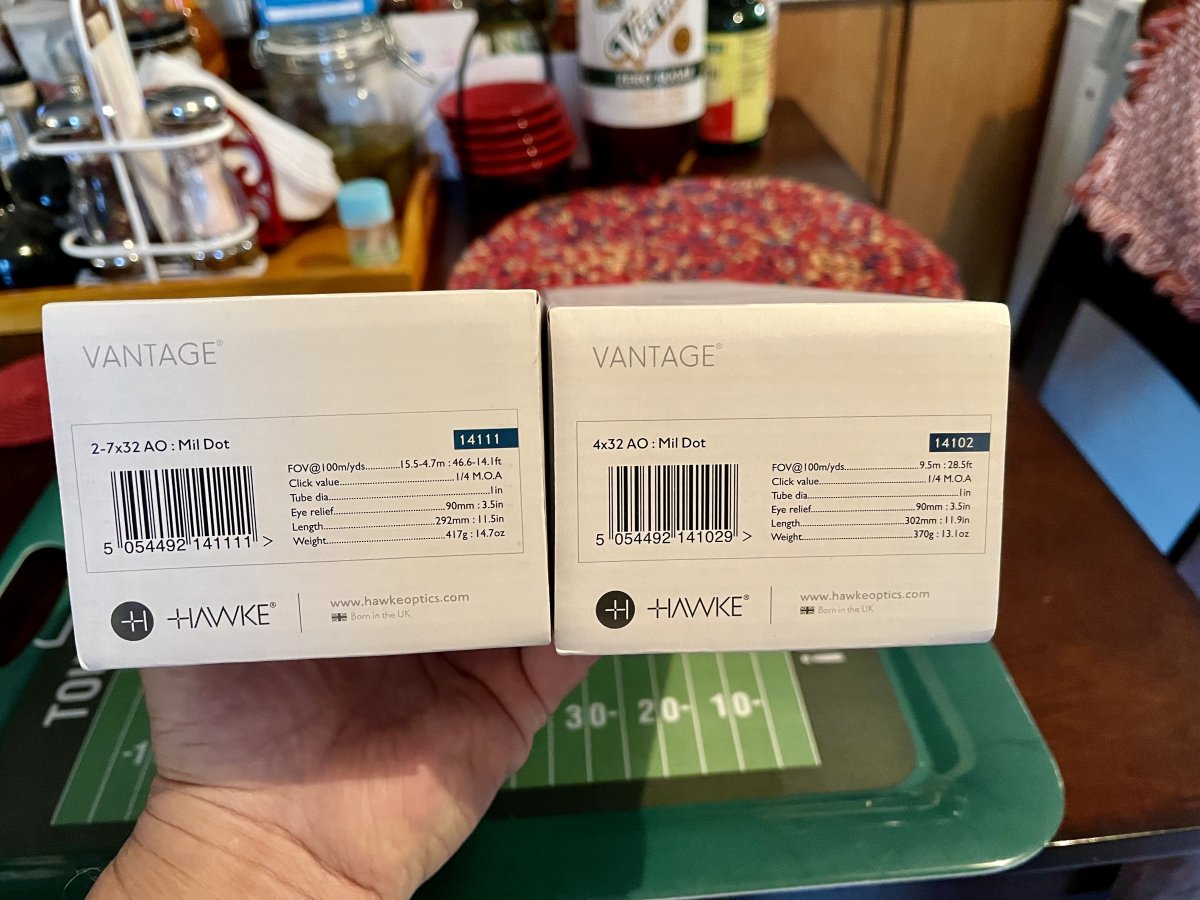 VANTAGE®
2-7x32 AO : Mil Dot
14111
FOV@100m/yds..............15.5-4.7m : 46.6-14.1ft
Click value..............1/4 M.O.A
Tube dia..............1in
Eye relief..............90mm : 3.5in
Length..............292mm : 11.5in
Weight..............417g : 14.7oz
5 054492 141111 >
HAWKE®
www.hawkeoptics.com
Born in the UK
VANTAGE®
4x32 AO : Mil Dot
14102
FOV@100m/yds..............9.5m : 28.5ft
Click value..............1/4 M.O.A
Tube dia..............1in
Eye relief..............90mm : 3.5in
Length..............302mm : 11.9in
Weight..............370g : 13.1oz
5 054492 141029 >
HAWKE®
www.hawkeoptics.com
Born in the UK
30- 20- 10-